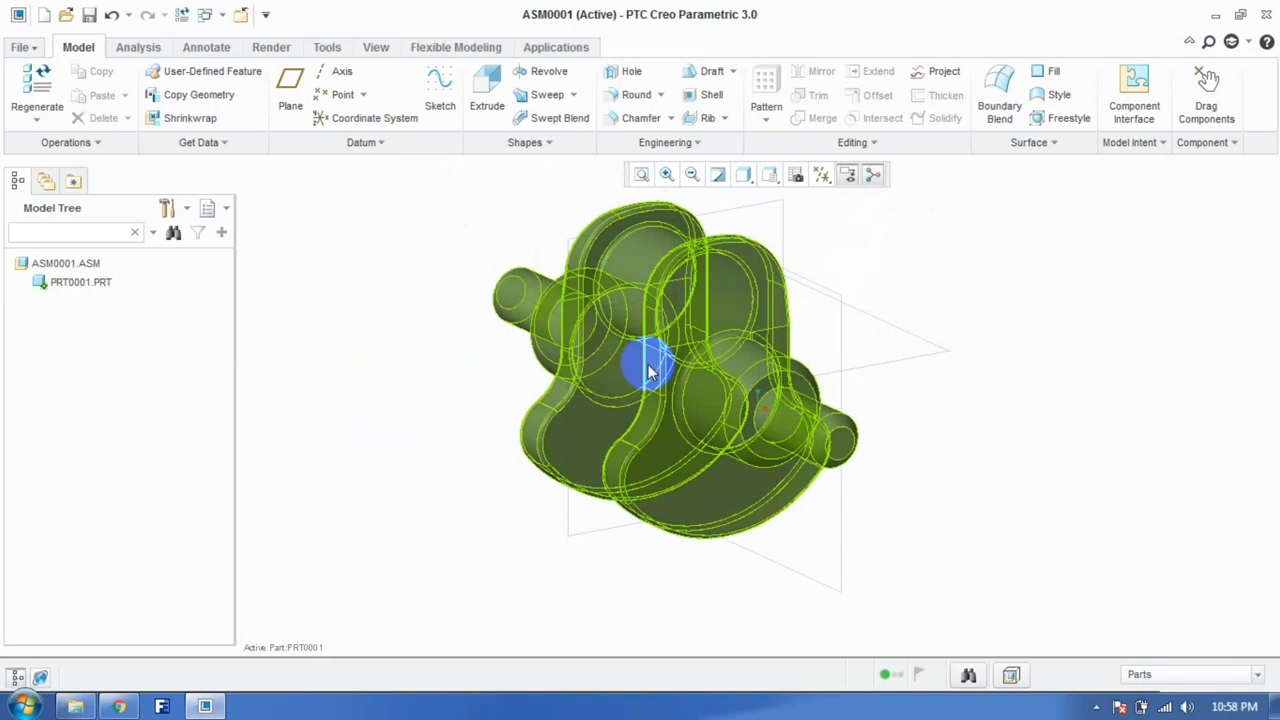 ASM0001 (Active) - PTC Creo Parametric 3.0
File Model Analysis Annotate Render Tools View Flexible Modeling Applications
Regenerate
Copy
Paste
Delete
User-Defined Feature
Copy Geometry
Shrinkwrap
Plane
Axis
Point
Coordinate System
Sketch
Extrude
Revolve
Sweep
Swept Blend
Hole
Round
Chamfer
Draft
Shell
Rib
Pattern
Mirror
Trim
Merge
Extend
Offset
Intersect
Project
Thicken
Solidify
Boundary
Blend
Fill
Style
Freestyle
Component
Interface
Drag
Components
Operations Get Data Datum Shapes Engineering Editing Surface Model Intent Component
Model Tree
ASM0001.ASM
PRT0001.PRT
Active Part:PRT0001
Parts
10:58 PM